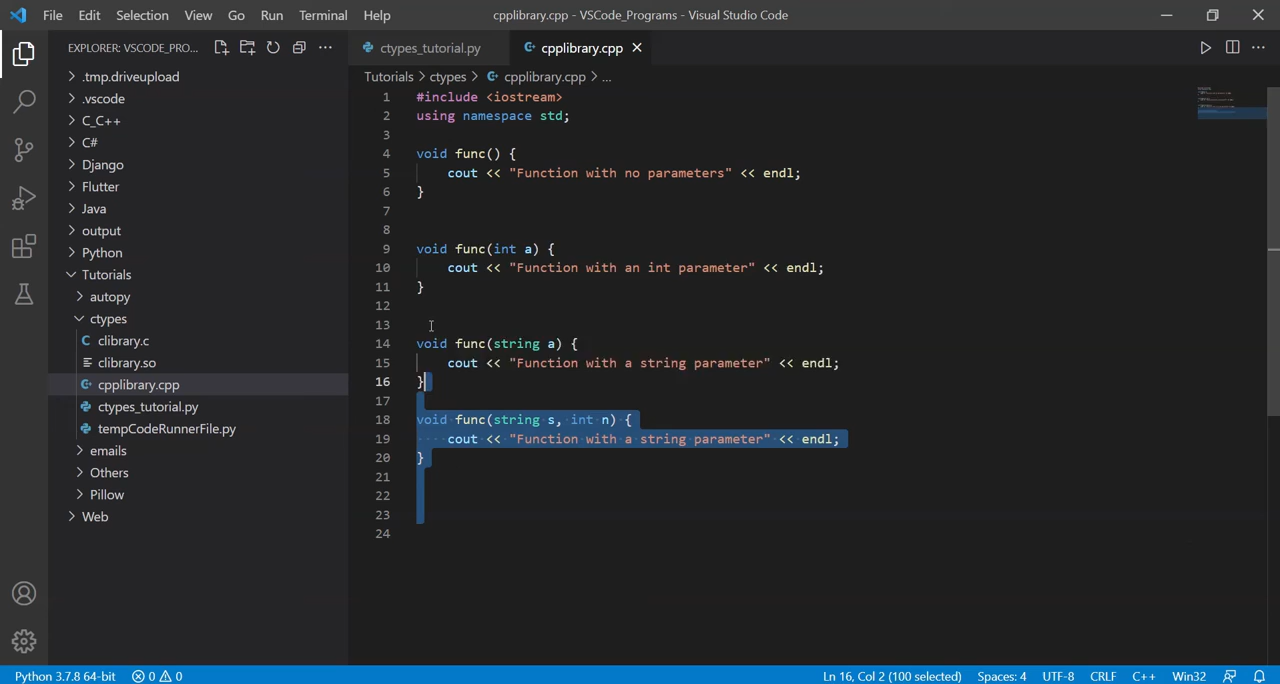 File Edit Selection View Go Run Terminal Help
cpplibrary.cpp - VSCode_Programs - Visual Studio Code
EXPLORER: VSCODE_PRO...
.tmp.driveupload
.vscode
C_C++
C#
Django
Flutter
Java
output
Python
Tutorials
autopy
ctypes
C clibrary.c
clibrary.so
cpplibrary.cpp
ctypes_tutorial.py
tempCodeRunnerFile.py
emails
Others
Pillow
Web
ctypes_tutorial.py cpplibrary.cpp
Tutorials > ctypes > cpplibrary.cpp > ...
1 #include <iostream>
2 using namespace std;
3
4 void func() {
5 cout << "Function with no parameters" << endl;
6 }
7
8
9 void func(int a) {
10 cout << "Function with an int parameter" << endl;
11 }
12
13
14 void func(string a) {
15 cout << "Function with a string parameter" << endl;
16 }
17
18 void func(string s, int n) {
19 cout << "Function with a string parameter" << endl;
20 }
21
22
23
24
Python 3.7.8 64-bit 0 0 Ln 16, Col 2 (100 selected) Spaces: 4 UTF-8 CRLF C++ Win32